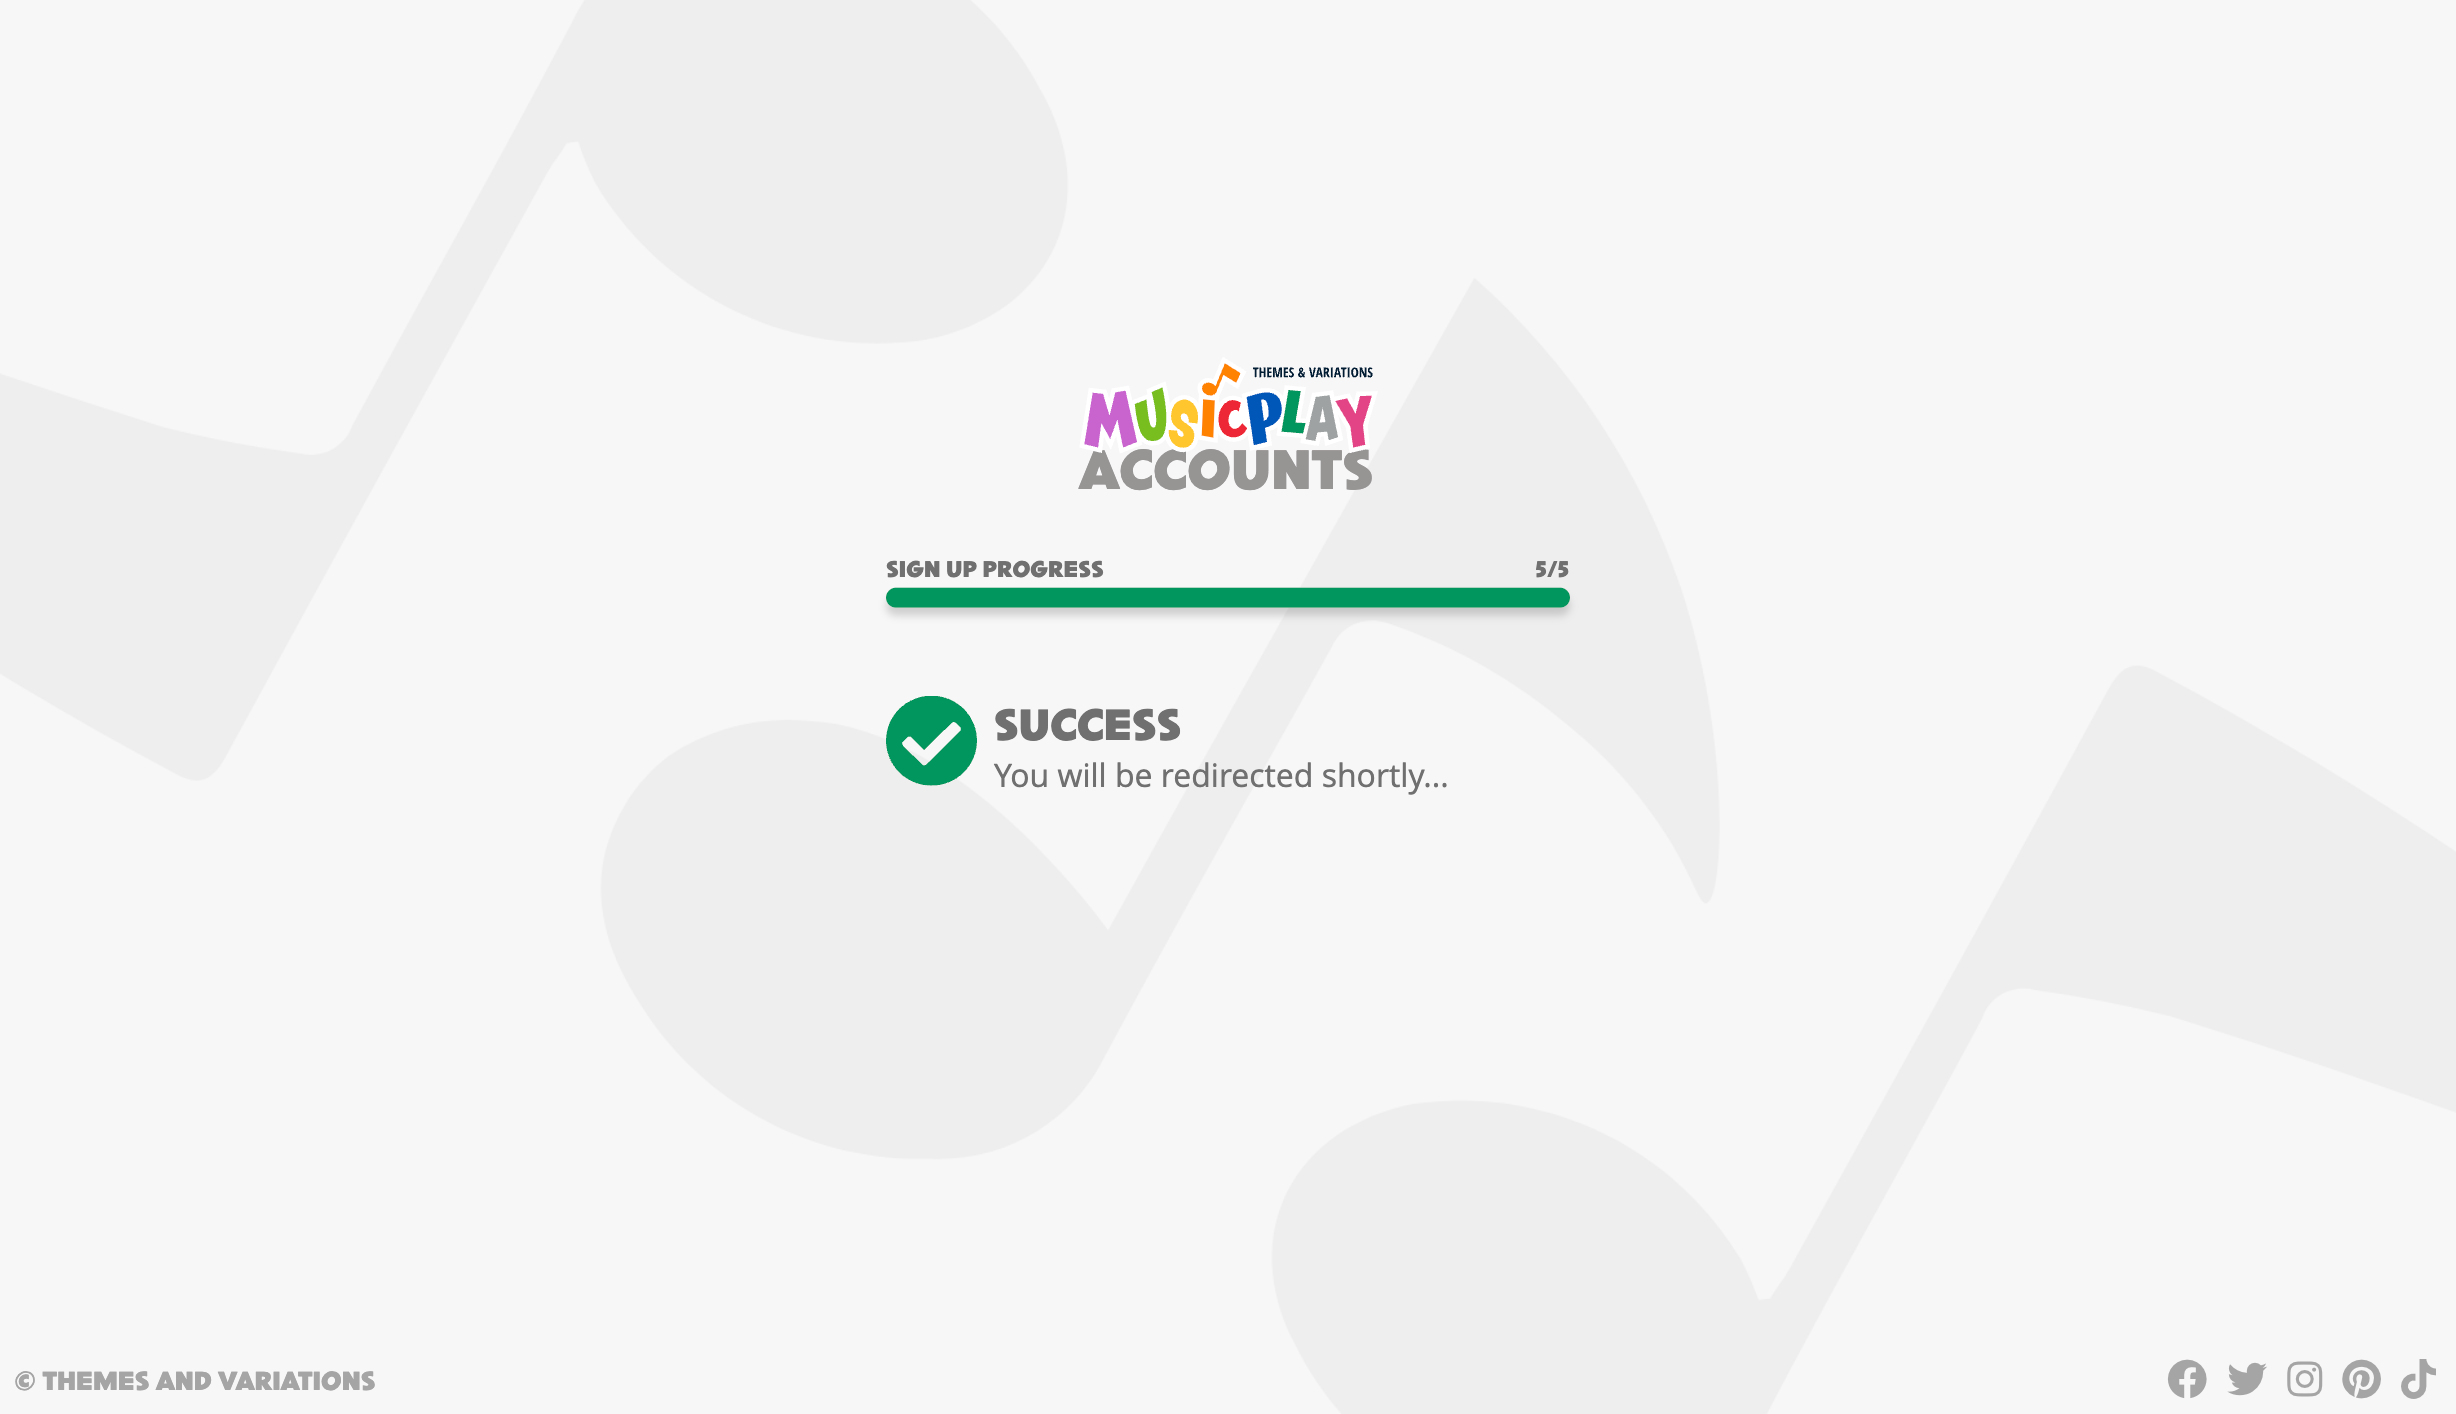 THEMES & VARIATIONS
MUSICPLAY
ACCOUNTS
SIGN UP PROGRESS 5/5
SUCCESS
You will be redirected shortly...
© THEMES AND VARIATIONS